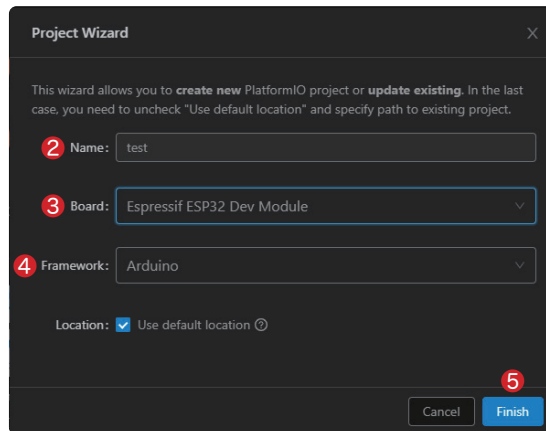 Project Wizard
This wizard allows you to create new PlatformIO project or update existing. In the last
case, you need to uncheck "Use default location" and specify path to existing project.
2 Name: test
3 Board: Espressif ESP32 Dev Module
4 Framework: Arduino
Location: Use default location
5
Cancel Finish